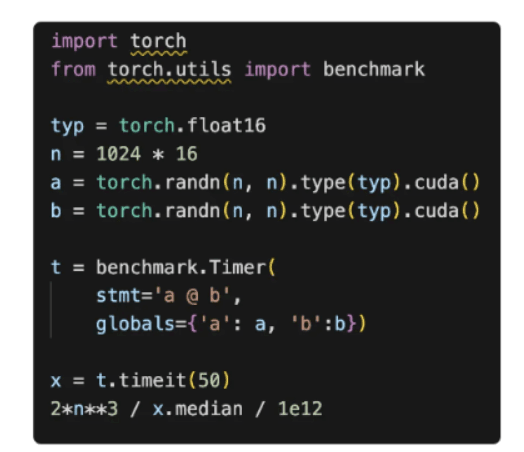 import torch
from torch.utils import benchmark

typ = torch.float16
n = 1024 * 16
a = torch.randn(n, n).type(typ).cuda()
b = torch.randn(n, n).type(typ).cuda()

t = benchmark.Timer(
    stmt='a @ b',
    globals={'a': a, 'b':b})

x = t.timeit(50)
2*n**3 / x.median / 1e12